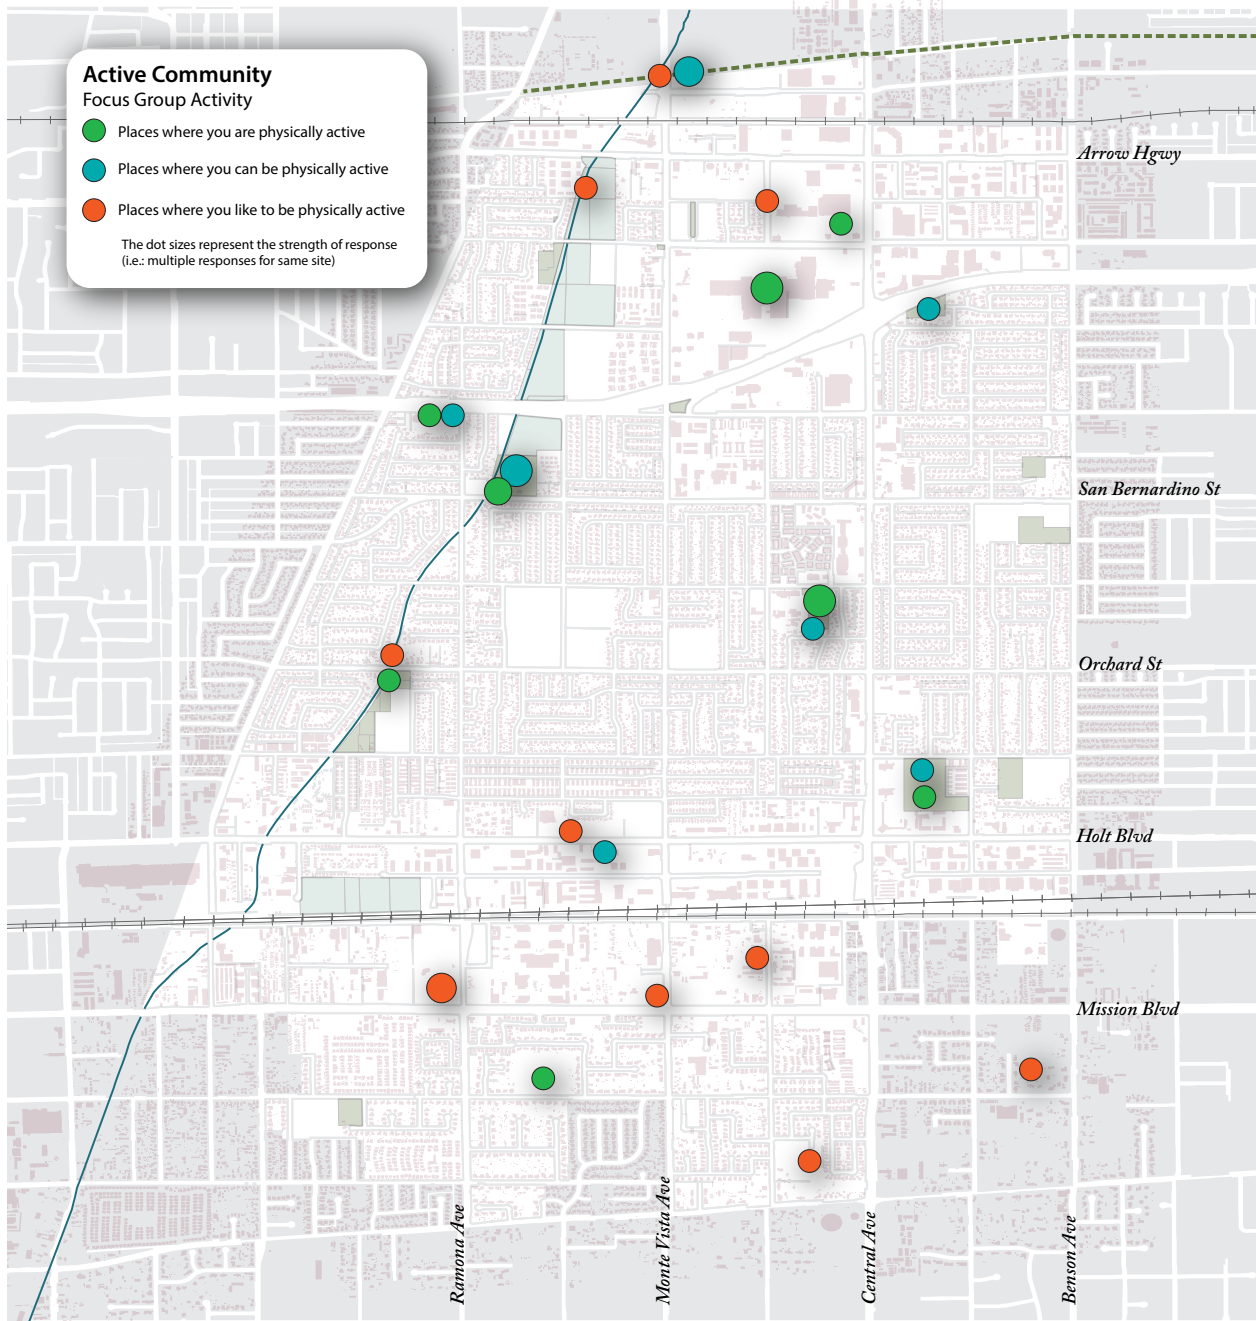 Active Community
Focus Group Activity
Places where you are physically active
Places where you can be physically active
Places where you like to be physically active
The dot sizes represent the strength of response
(i.e.: multiple responses for same site)
Arrow Hgwy
San Bernardino St
Orchard St
Holt Blvd
Mission Blvd
Ramona Ave
Monte Vista Ave
Central Ave
Benson Ave